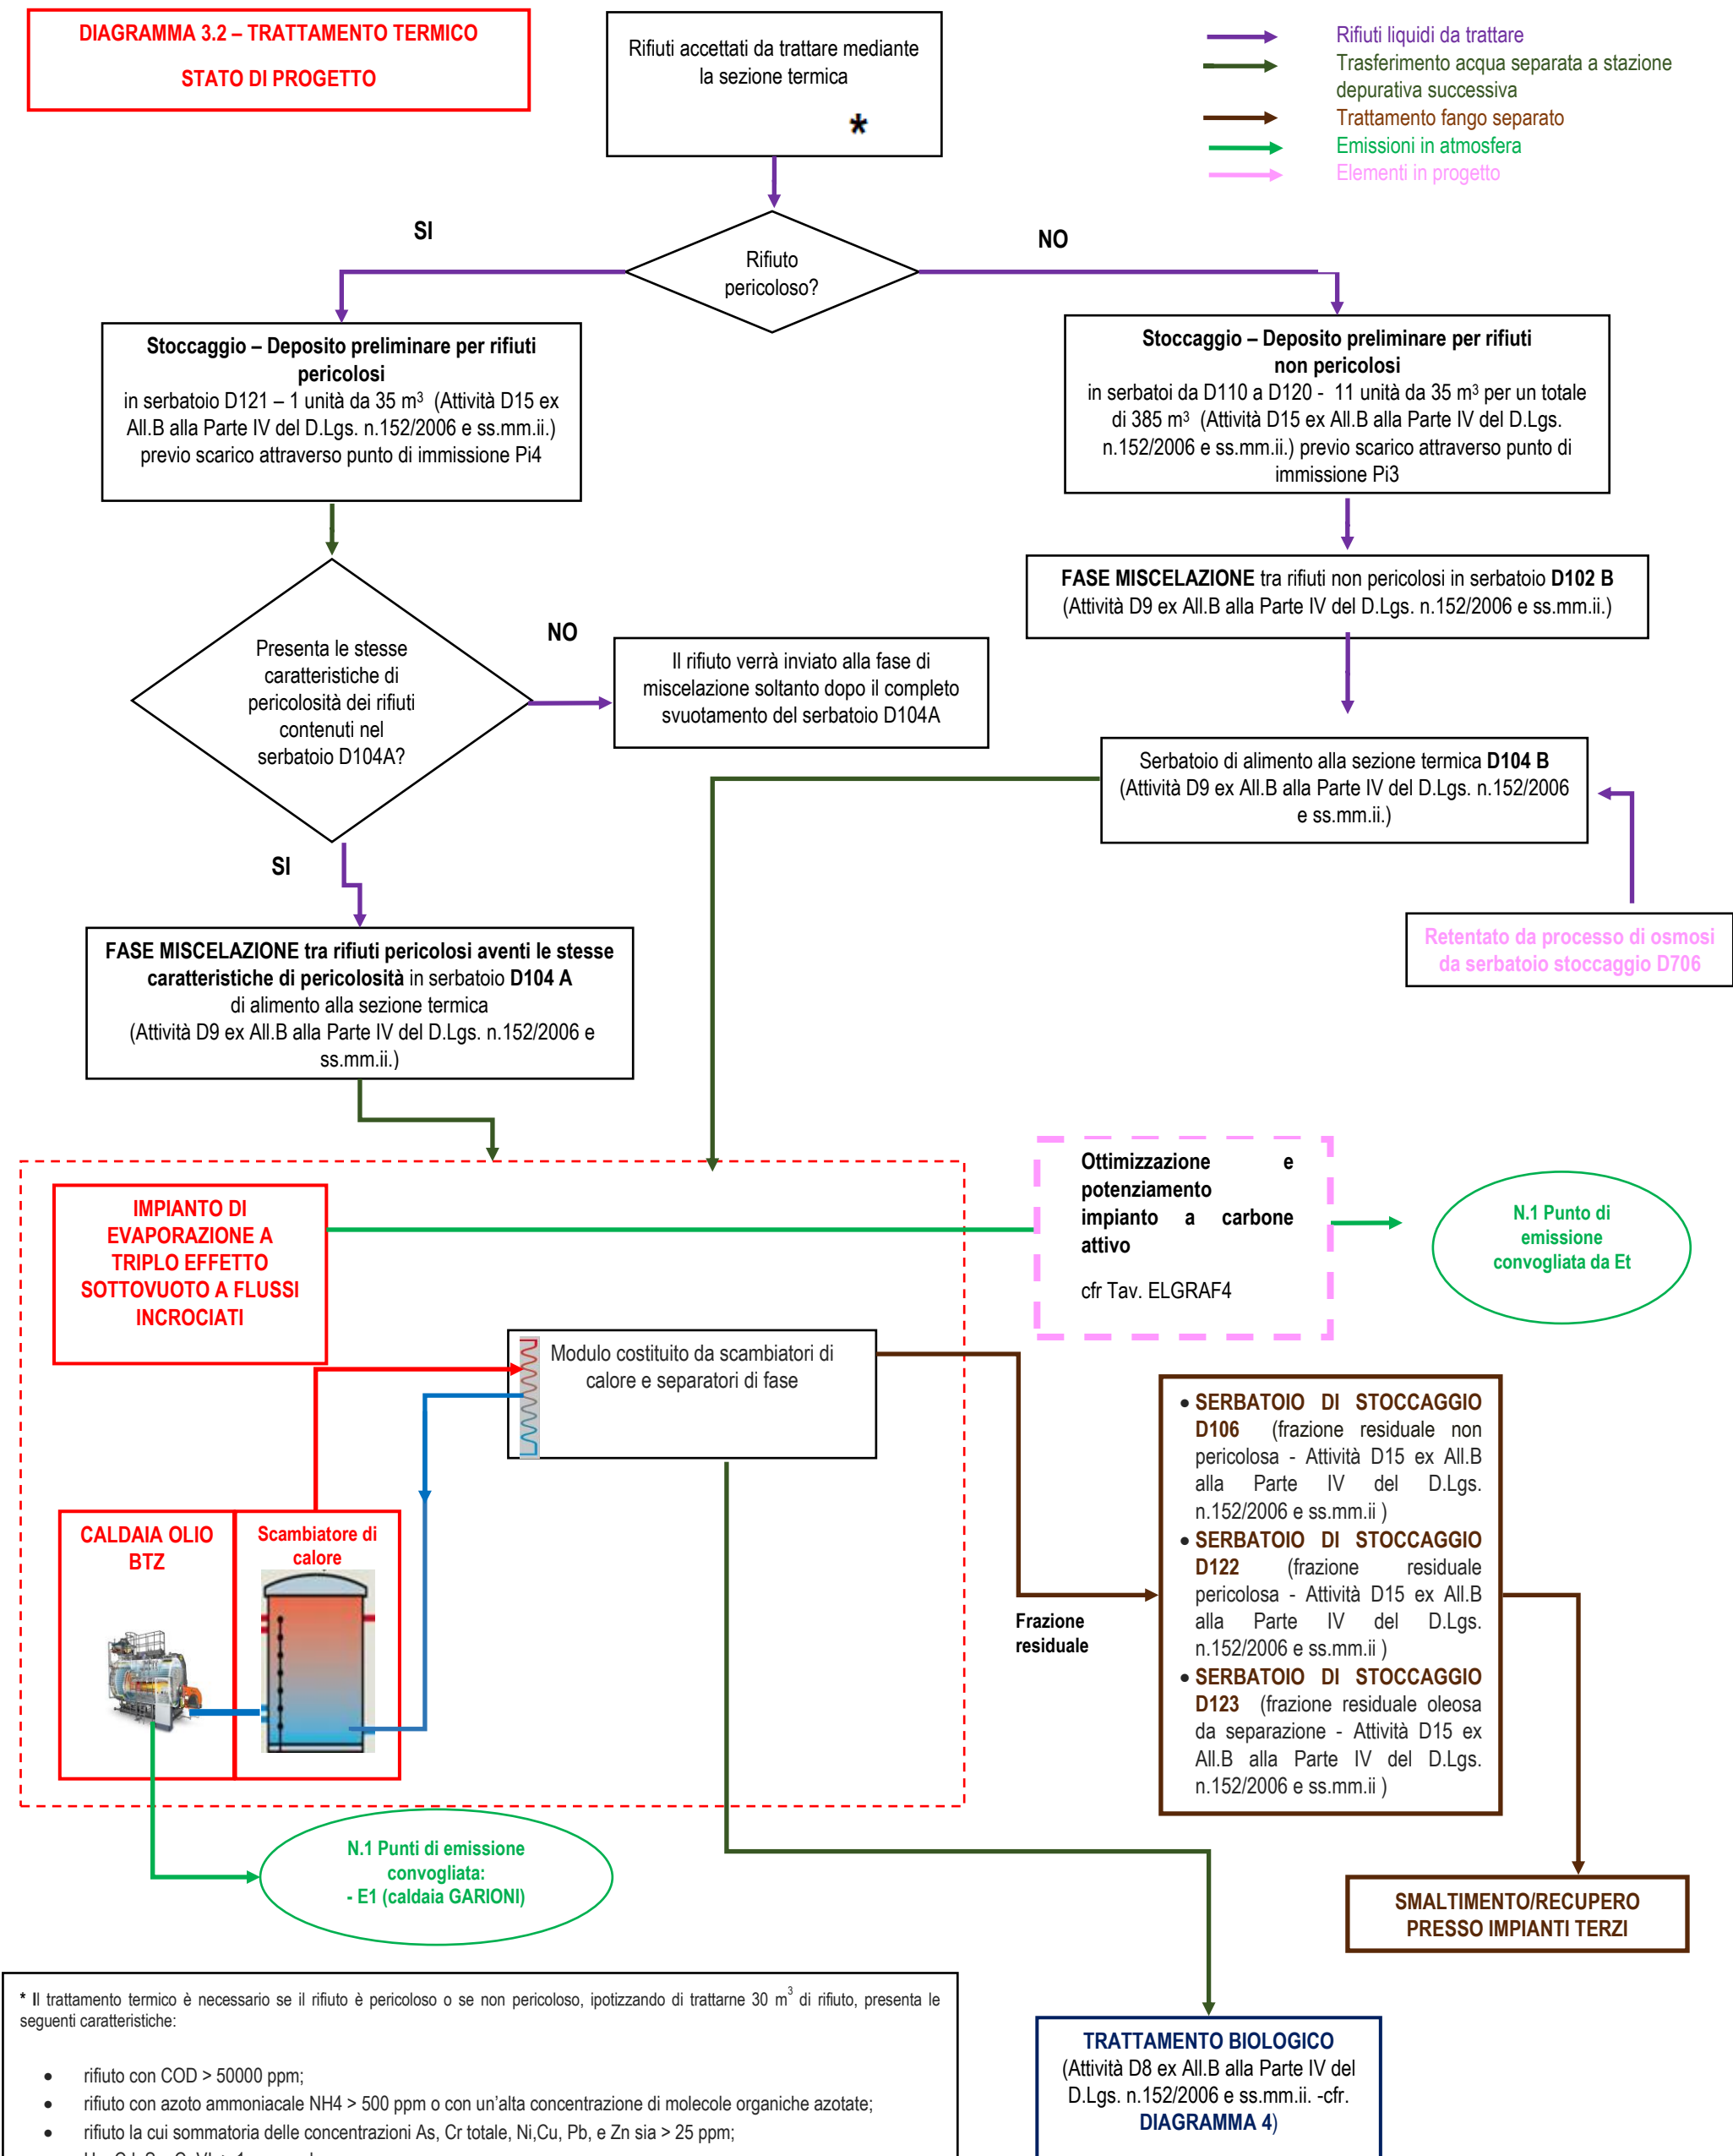 DIAGRAMMA 3.2 – TRATTAMENTO TERMICO
STATO DI PROGETTO
Rifiuti accettati da trattare mediante
la sezione termica
*
Rifiuti liquidi da trattare
Trasferimento acqua separata a stazione
depurativa successiva
Trattamento fango separato
Emissioni in atmosfera
Elementi in progetto
SI
Rifiuto
pericoloso?
NO
Stoccaggio – Deposito preliminare per rifiuti
pericolosi
in serbatoio D121 – 1 unità da 35 m³ (Attività D15 ex
All.B alla Parte IV del D.Lgs. n.152/2006 e ss.mm.ii.)
previo scarico attraverso punto di immissione Pi4
Stoccaggio – Deposito preliminare per rifiuti
non pericolosi
in serbatoi da D110 a D120 - 11 unità da 35 m³ per un totale
di 385 m³ (Attività D15 ex All.B alla Parte IV del D.Lgs.
n.152/2006 e ss.mm.ii.) previo scarico attraverso punto di
immissione Pi3
FASE MISCELAZIONE tra rifiuti non pericolosi in serbatoio D102 B
(Attività D9 ex All.B alla Parte IV del D.Lgs. n.152/2006 e ss.mm.ii.)
Presenta le stesse
caratteristiche di
pericolosità dei rifiuti
contenuti nel
serbatoio D104A?
NO
Il rifiuto verrà inviato alla fase di
miscelazione soltanto dopo il completo
svuotamento del serbatoio D104A
Serbatoio di alimento alla sezione termica D104 B
(Attività D9 ex All.B alla Parte IV del D.Lgs. n.152/2006
e ss.mm.ii.)
SI
Retentato da processo di osmosi
da serbatoio stoccaggio D706
FASE MISCELAZIONE tra rifiuti pericolosi aventi le stesse
caratteristiche di pericolosità in serbatoio D104 A
di alimento alla sezione termica
(Attività D9 ex All.B alla Parte IV del D.Lgs. n.152/2006 e
ss.mm.ii.)
IMPIANTO DI
EVAPORAZIONE A
TRIPLO EFFETTO
SOTTOVUOTO A FLUSSI
INCROCIATI
Ottimizzazione e
potenziamento
impianto a carbone
attivo
cfr Tav. ELGRAF4
N.1 Punto di
emissione
convogliata da Et
Modulo costituito da scambiatori di
calore e separatori di fase
CALDAIA OLIO
BTZ
Scambiatore di
calore
Frazione
residuale
• SERBATOIO DI STOCCAGGIO
D106 (frazione residuale non
pericolosa - Attività D15 ex All.B
alla Parte IV del D.Lgs.
n.152/2006 e ss.mm.ii )
• SERBATOIO DI STOCCAGGIO
D122 (frazione residuale
pericolosa - Attività D15 ex All.B
alla Parte IV del D.Lgs.
n.152/2006 e ss.mm.ii )
• SERBATOIO DI STOCCAGGIO
D123 (frazione residuale oleosa
da separazione - Attività D15 ex
All.B alla Parte IV del D.Lgs.
n.152/2006 e ss.mm.ii )
N.1 Punti di emissione
convogliata:
- E1 (caldaia GARIONI)
SMALTIMENTO/RECUPERO
PRESSO IMPIANTI TERZI
* Il trattamento termico è necessario se il rifiuto è pericoloso o se non pericoloso, ipotizzando di trattarne 30 m³ di rifiuto, presenta le
seguenti caratteristiche:
• rifiuto con COD > 50000 ppm;
• rifiuto con azoto ammoniacale NH4 > 500 ppm o con un'alta concentrazione di molecole organiche azotate;
• rifiuto la cui sommatoria delle concentrazioni As, Cr totale, Ni,Cu, Pb, e Zn sia > 25 ppm;
TRATTAMENTO BIOLOGICO
(Attività D8 ex All.B alla Parte IV del
D.Lgs. n.152/2006 e ss.mm.ii. -cfr.
DIAGRAMMA 4)